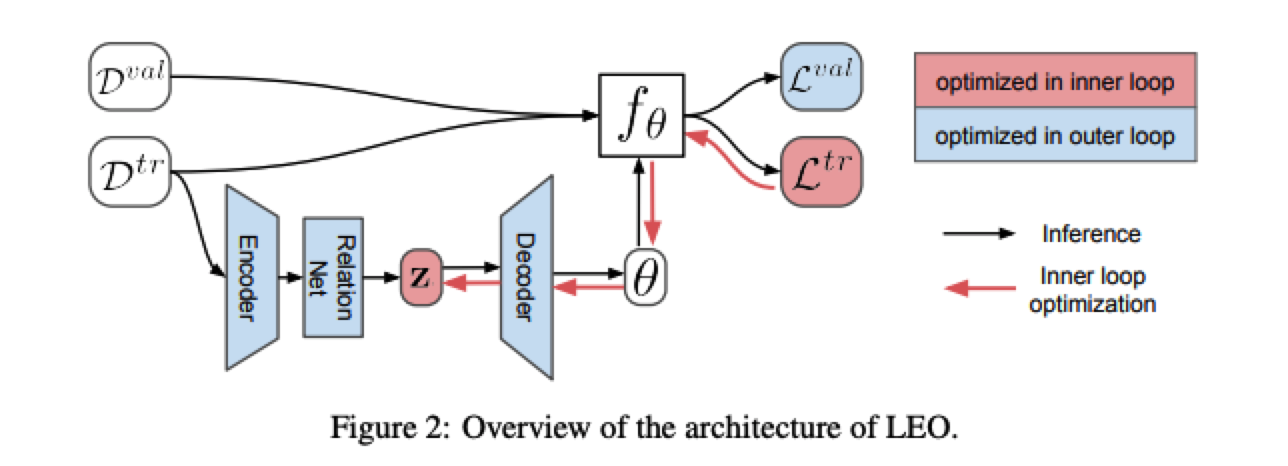 𝒟^{val}
𝒟^{tr}
Encoder
Relation
Net
z
Decoder
f_θ
θ
ℒ^{val}
ℒ^{tr}
optimized in inner loop
optimized in outer loop
Inference
Inner loop
optimization
Figure 2: Overview of the architecture of LEO.